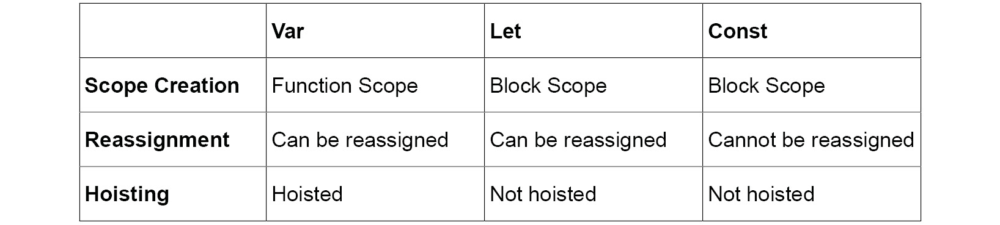 Var Let Const
Scope Creation Function Scope Block Scope Block Scope
Reassignment Can be reassigned Can be reassigned Cannot be reassigned
Hoisting Hoisted Not hoisted Not hoisted